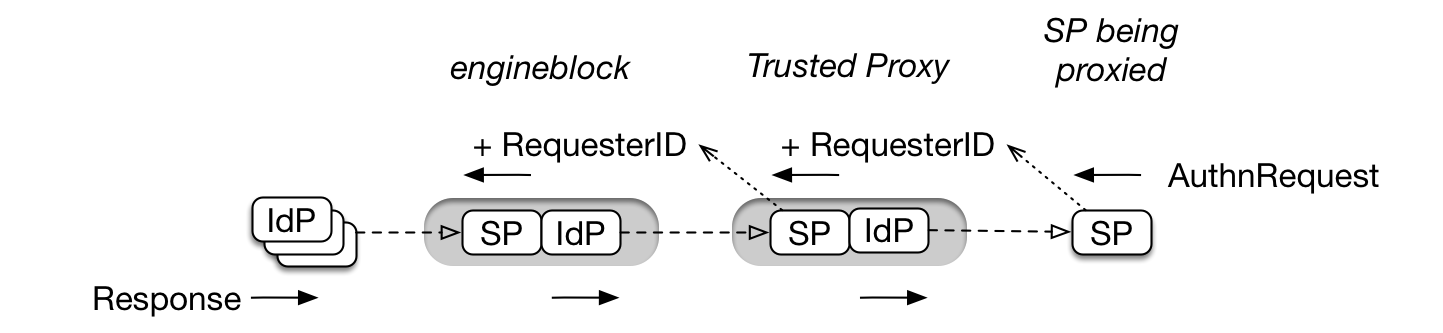 SP being
proxied
engineblock
Trusted Proxy
+ RequesterID
+ RequesterID
AuthnRequest
IdP
SP
IdP
SP
IdP
SP
Response